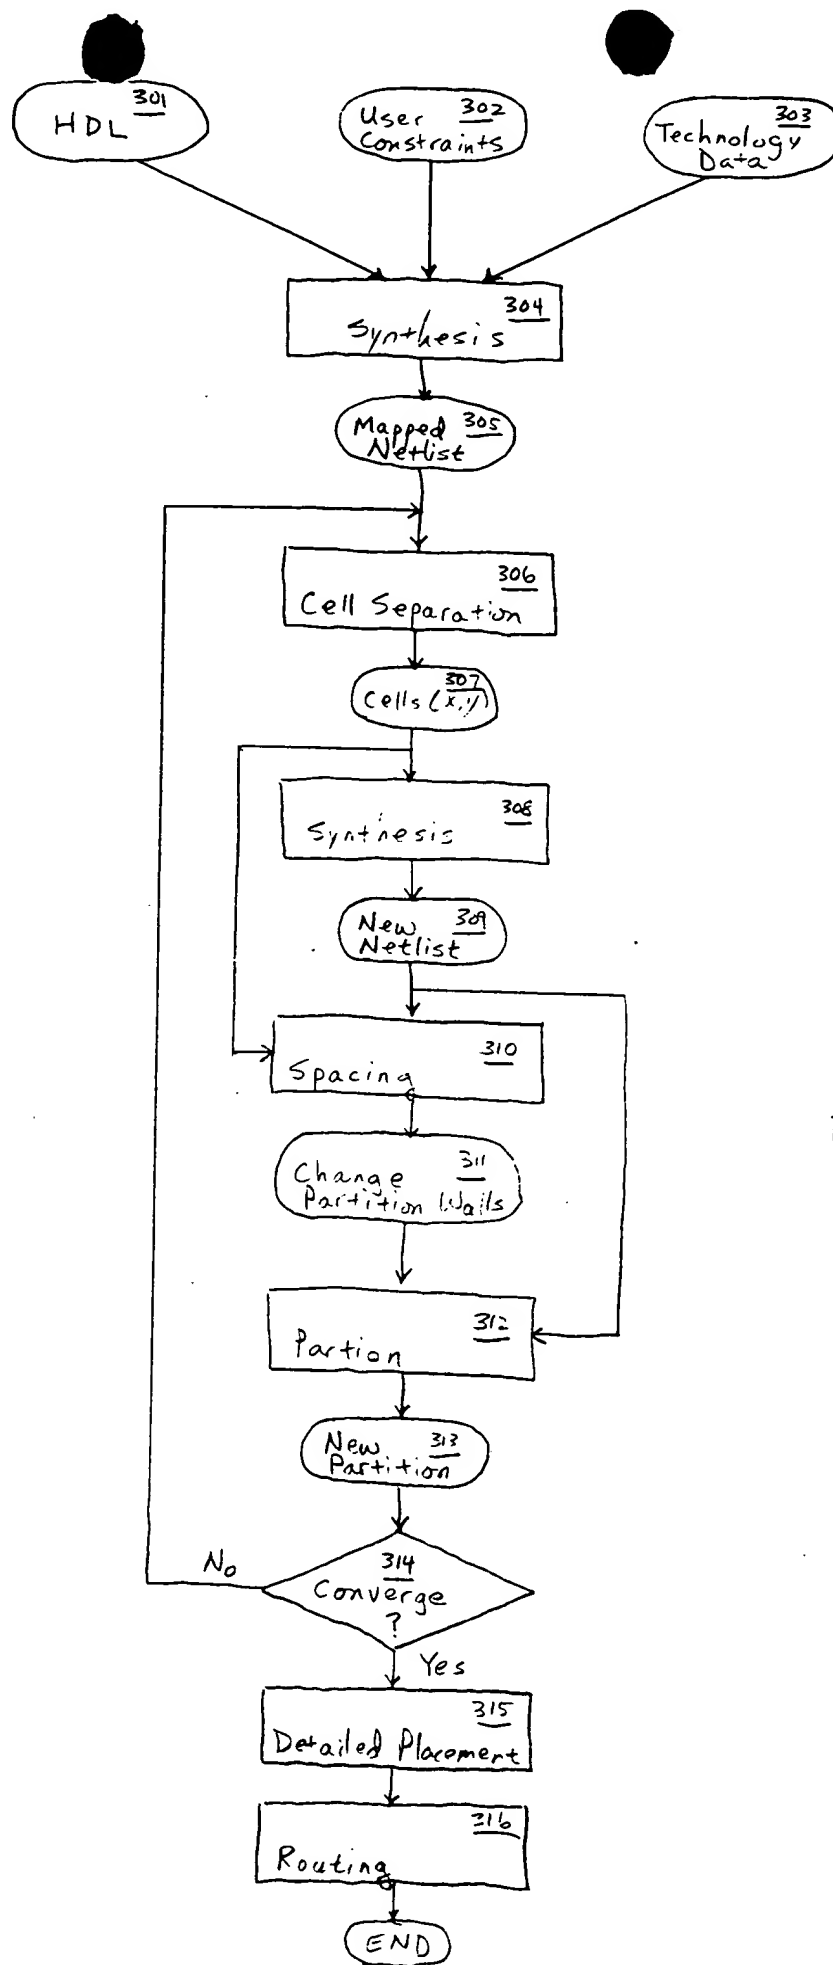 301
HDL
User 302
Constraints
303
Technology
Data
304
Synthesis
Mapped 305
Netlist
306
Cell Separation
307
Cells (x,y)
308
Synthesis
New 309
Netlist
310
Spacing
311
Change
Partition Walls
312
Partion
New 313
Partition
314
Converge
?
No
Yes
315
Detailed Placement
316
Routing
END